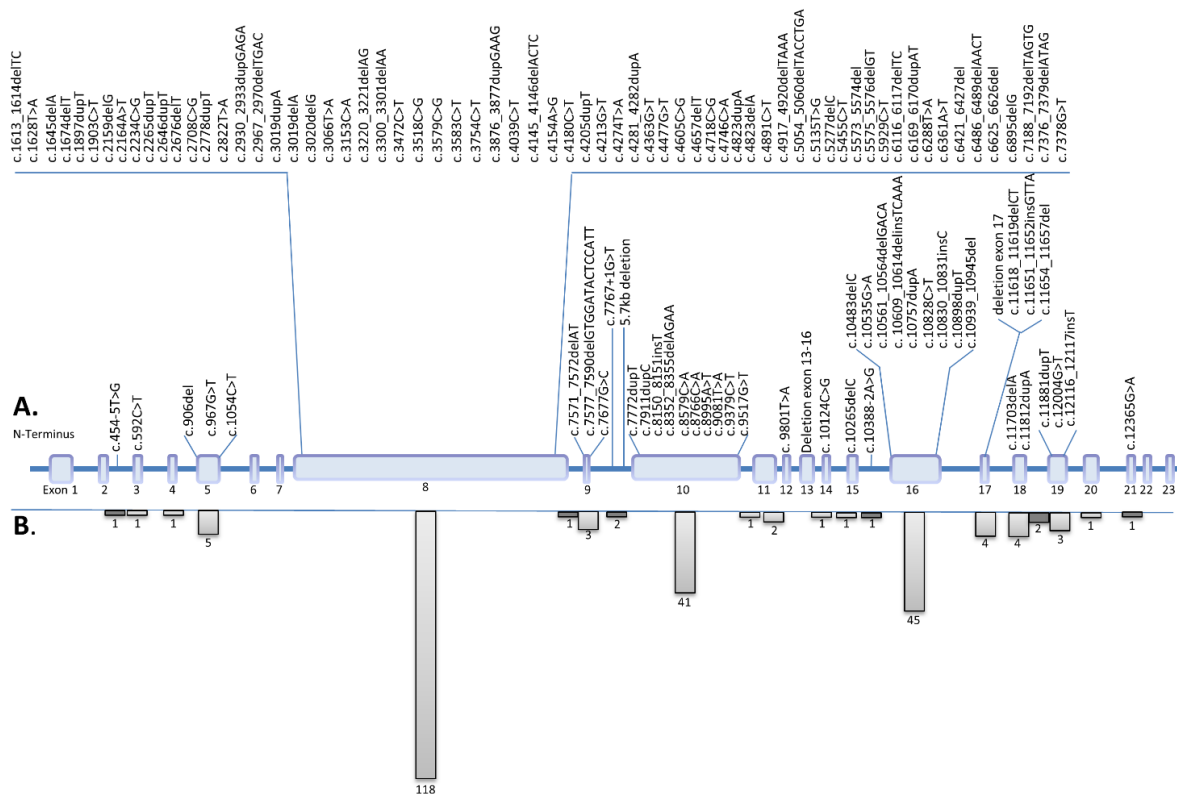 c.1613_1614delTC
c.1628T>A
c.1645delA
c.1674delT
c.1897dupT
c.1903C>T
c.2159delG
c.2164A>T
c.2234C>G
c.2265dupT
c.2646dupT
c.2676delT
c.2708C>G
c.2778dupT
c.2822T>A
c.2930_2933dupGAGA
c.2967_2970delTGAC
c.3019dupA
c.3019delA
c.3020delG
c.3066T>A
c.3153C>A
c.3220_3221delAG
c.3300_3301delAA
c.3472C>T
c.3518C>G
c.3579C>G
c.3583C>T
c.3754C>T
c.3876_3877dupGAAG
c.4039C>T
c.4145_4146delACTC
c.4154A>G
c.4180C>T
c.4205dupT
c.4213G>T
c.4274T>A
c.4281_4282dupA
c.4363G>T
c.4477G>T
c.4605C>G
c.4657delT
c.4718C>G
c.4746C>A
c.4823dupA
c.4823delA
c.4891C>T
c.4917_4920delTAAA
c.5054_5060delTACCTGA
c.5135T>G
c.5277delC
c.5455C>T
c.5573_5574del
c.5575_5576delGT
c.5929C>T
c.6116_6117delTC
c.6169_6170dupAT
c.6288T>A
c.6361A>T
c.6421_6427del
c.6486_6489delAACT
c.6625_6626del
c.6895delG
c.7188_7192delTAGTG
c.7376_7379delATAG
c.7378G>T
A.
N-Terminus
c.454-5T>G
c.592C>T
c.906del
c.967G>T
c.1054C>T
c.7571_7572delAT
c.7577_7590delGTGGATACTCCATT
c.7677G>C
c.7767+1G>T
5.7kb deletion
c.7772dupT
c.7911dupC
c.8150_8151insT
c.8352_8355delAGAA
c.8579C>A
c.8766C>A
c.8995A>T
c.9081T>A
c.9379C>T
c.9517G>T
c. 9801T>A
Deletion exon 13-16
c. 10124C>G
c.10265delC
c.10388-2A>G
c.10483delC
c.10535G>A
c.10561_10564delGACA
c. 10609_10614delinsTCAAA
c.10757dupA
c.10828C>T
c.10830_10831insC
c.10898dupT
c.10939_10945del
deletion exon 17
c.11618_11619delCT
c.11651_11652insGTTA
c.11654_11657del
c.11703delA
c.11812dupA
c.11881dupT
c.12004G>T
c.12116_12117insT
c.12365G>A
Exon 1 2 3 4 5 6 7 8 9 10 11 12 13 14 15 16 17 18 19 20 21 22 23
B.
1 1 1 5 118 1 3 2 41 1 2 1 1 1 45 4 4 2 3 1 1